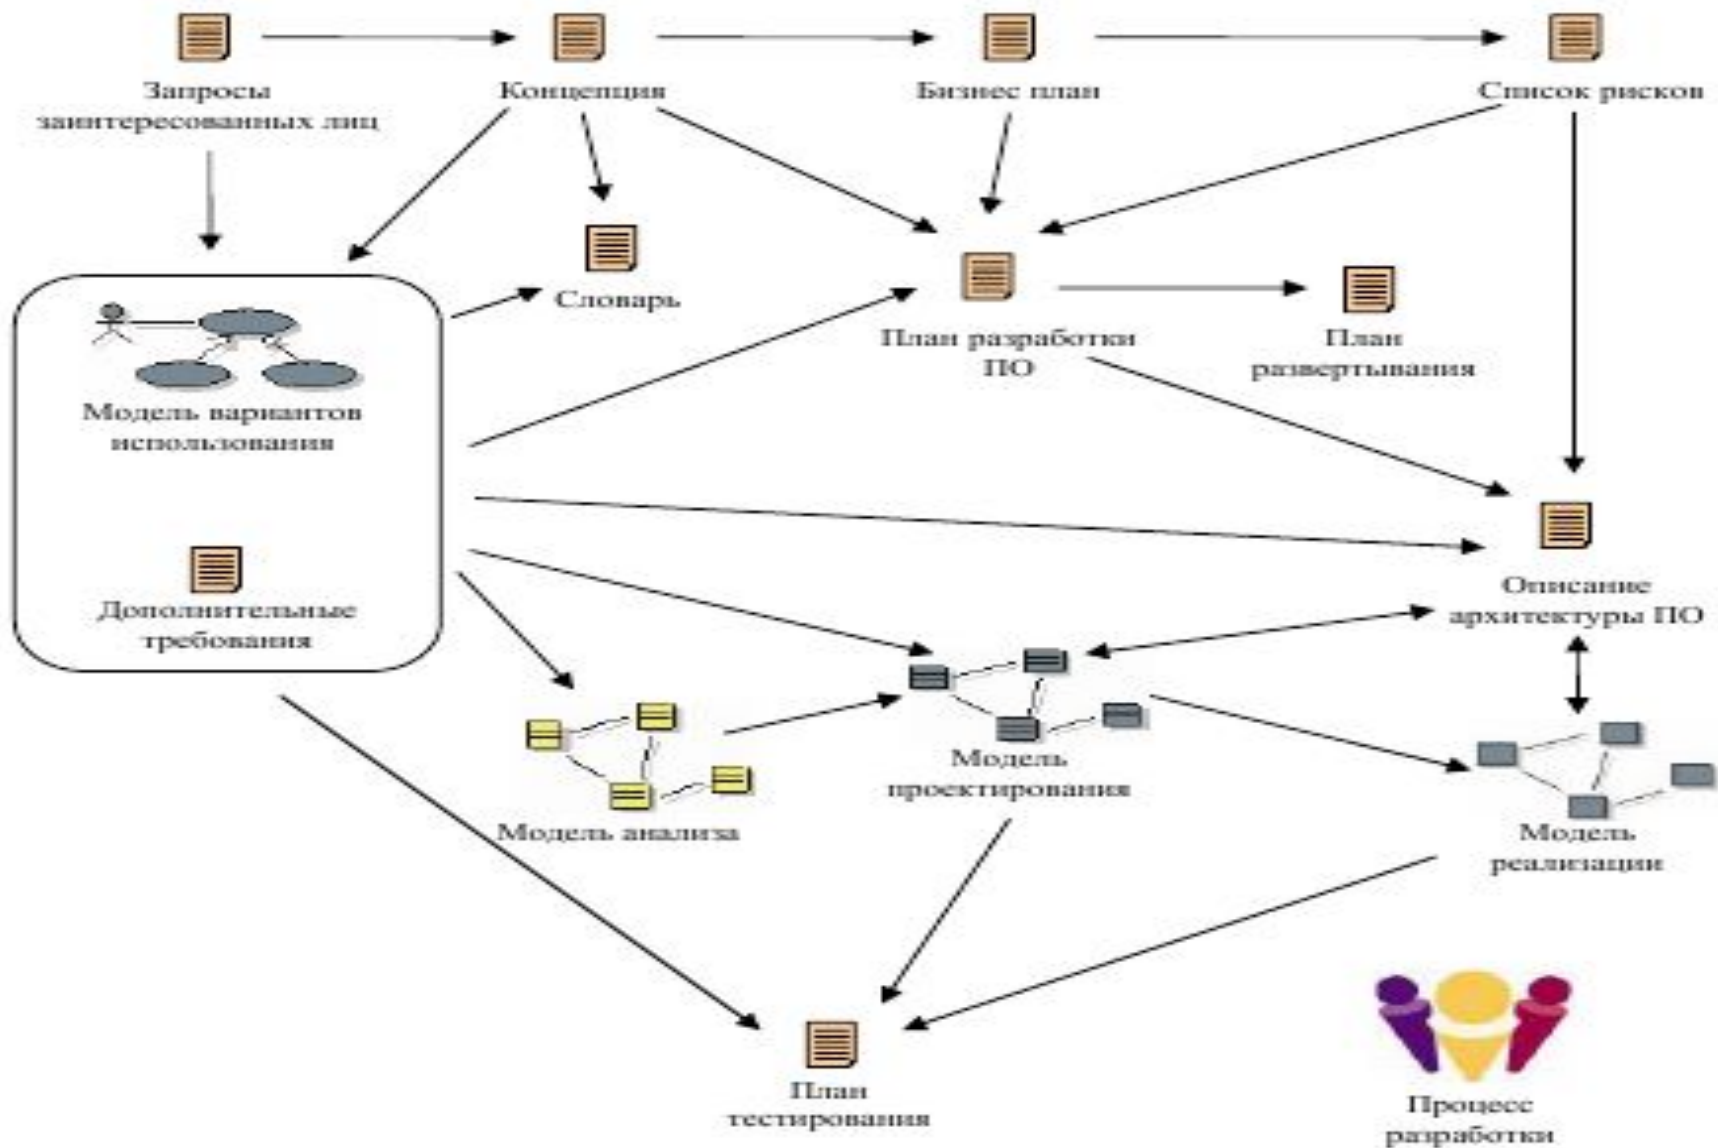 Запросы
заинтересованных лиц
Концепция
Бизнес план
Список рисков
Словарь
План разработки
ПО
План
развертывания
Модель вариантов
использования
Дополнительные
требования
Описание
архитектуры ПО
Модель
проектирования
Модель анализа
Модель
реализации
План
тестирования
Процесс
разработки